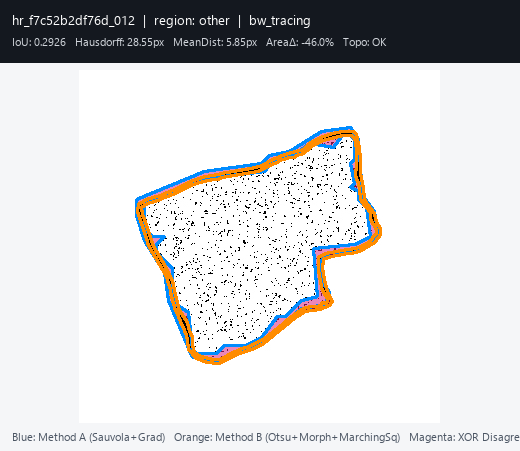 hr_f7c52b2df76d_012 | region: other | bw_tracing
IoU: 0.2926 Hausdorff: 28.55px MeanDist: 5.85px AreaΔ: -46.0% Topo: OK
Blue: Method A (Sauvola+Grad) Orange: Method B (Otsu+Morph+MarchingSq) Magenta: XOR Disagre